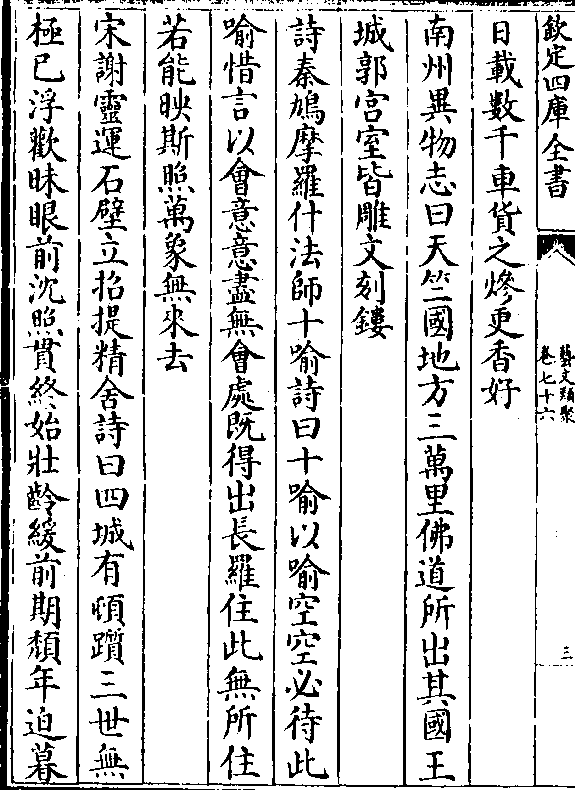 欽定四庫全書
藝文類聚
卷七十六
三
日載數千車貨之燌更香好
南州異物志曰天竺國地方三萬里佛道所出其國王
城郭宮室皆雕文刻鏤
詩秦鳩摩羅什法師十喻詩曰十喻以喻空空必待此
喻惜言以會意意盡無會處既得出長羅住此無所住
若能映斯照萬象無來去
宋謝靈運石壁立招提精舍詩曰四城有頓躓三世無
極已浮歡昧眼前沈照貫終始壯齡緩前期頹年迫暮